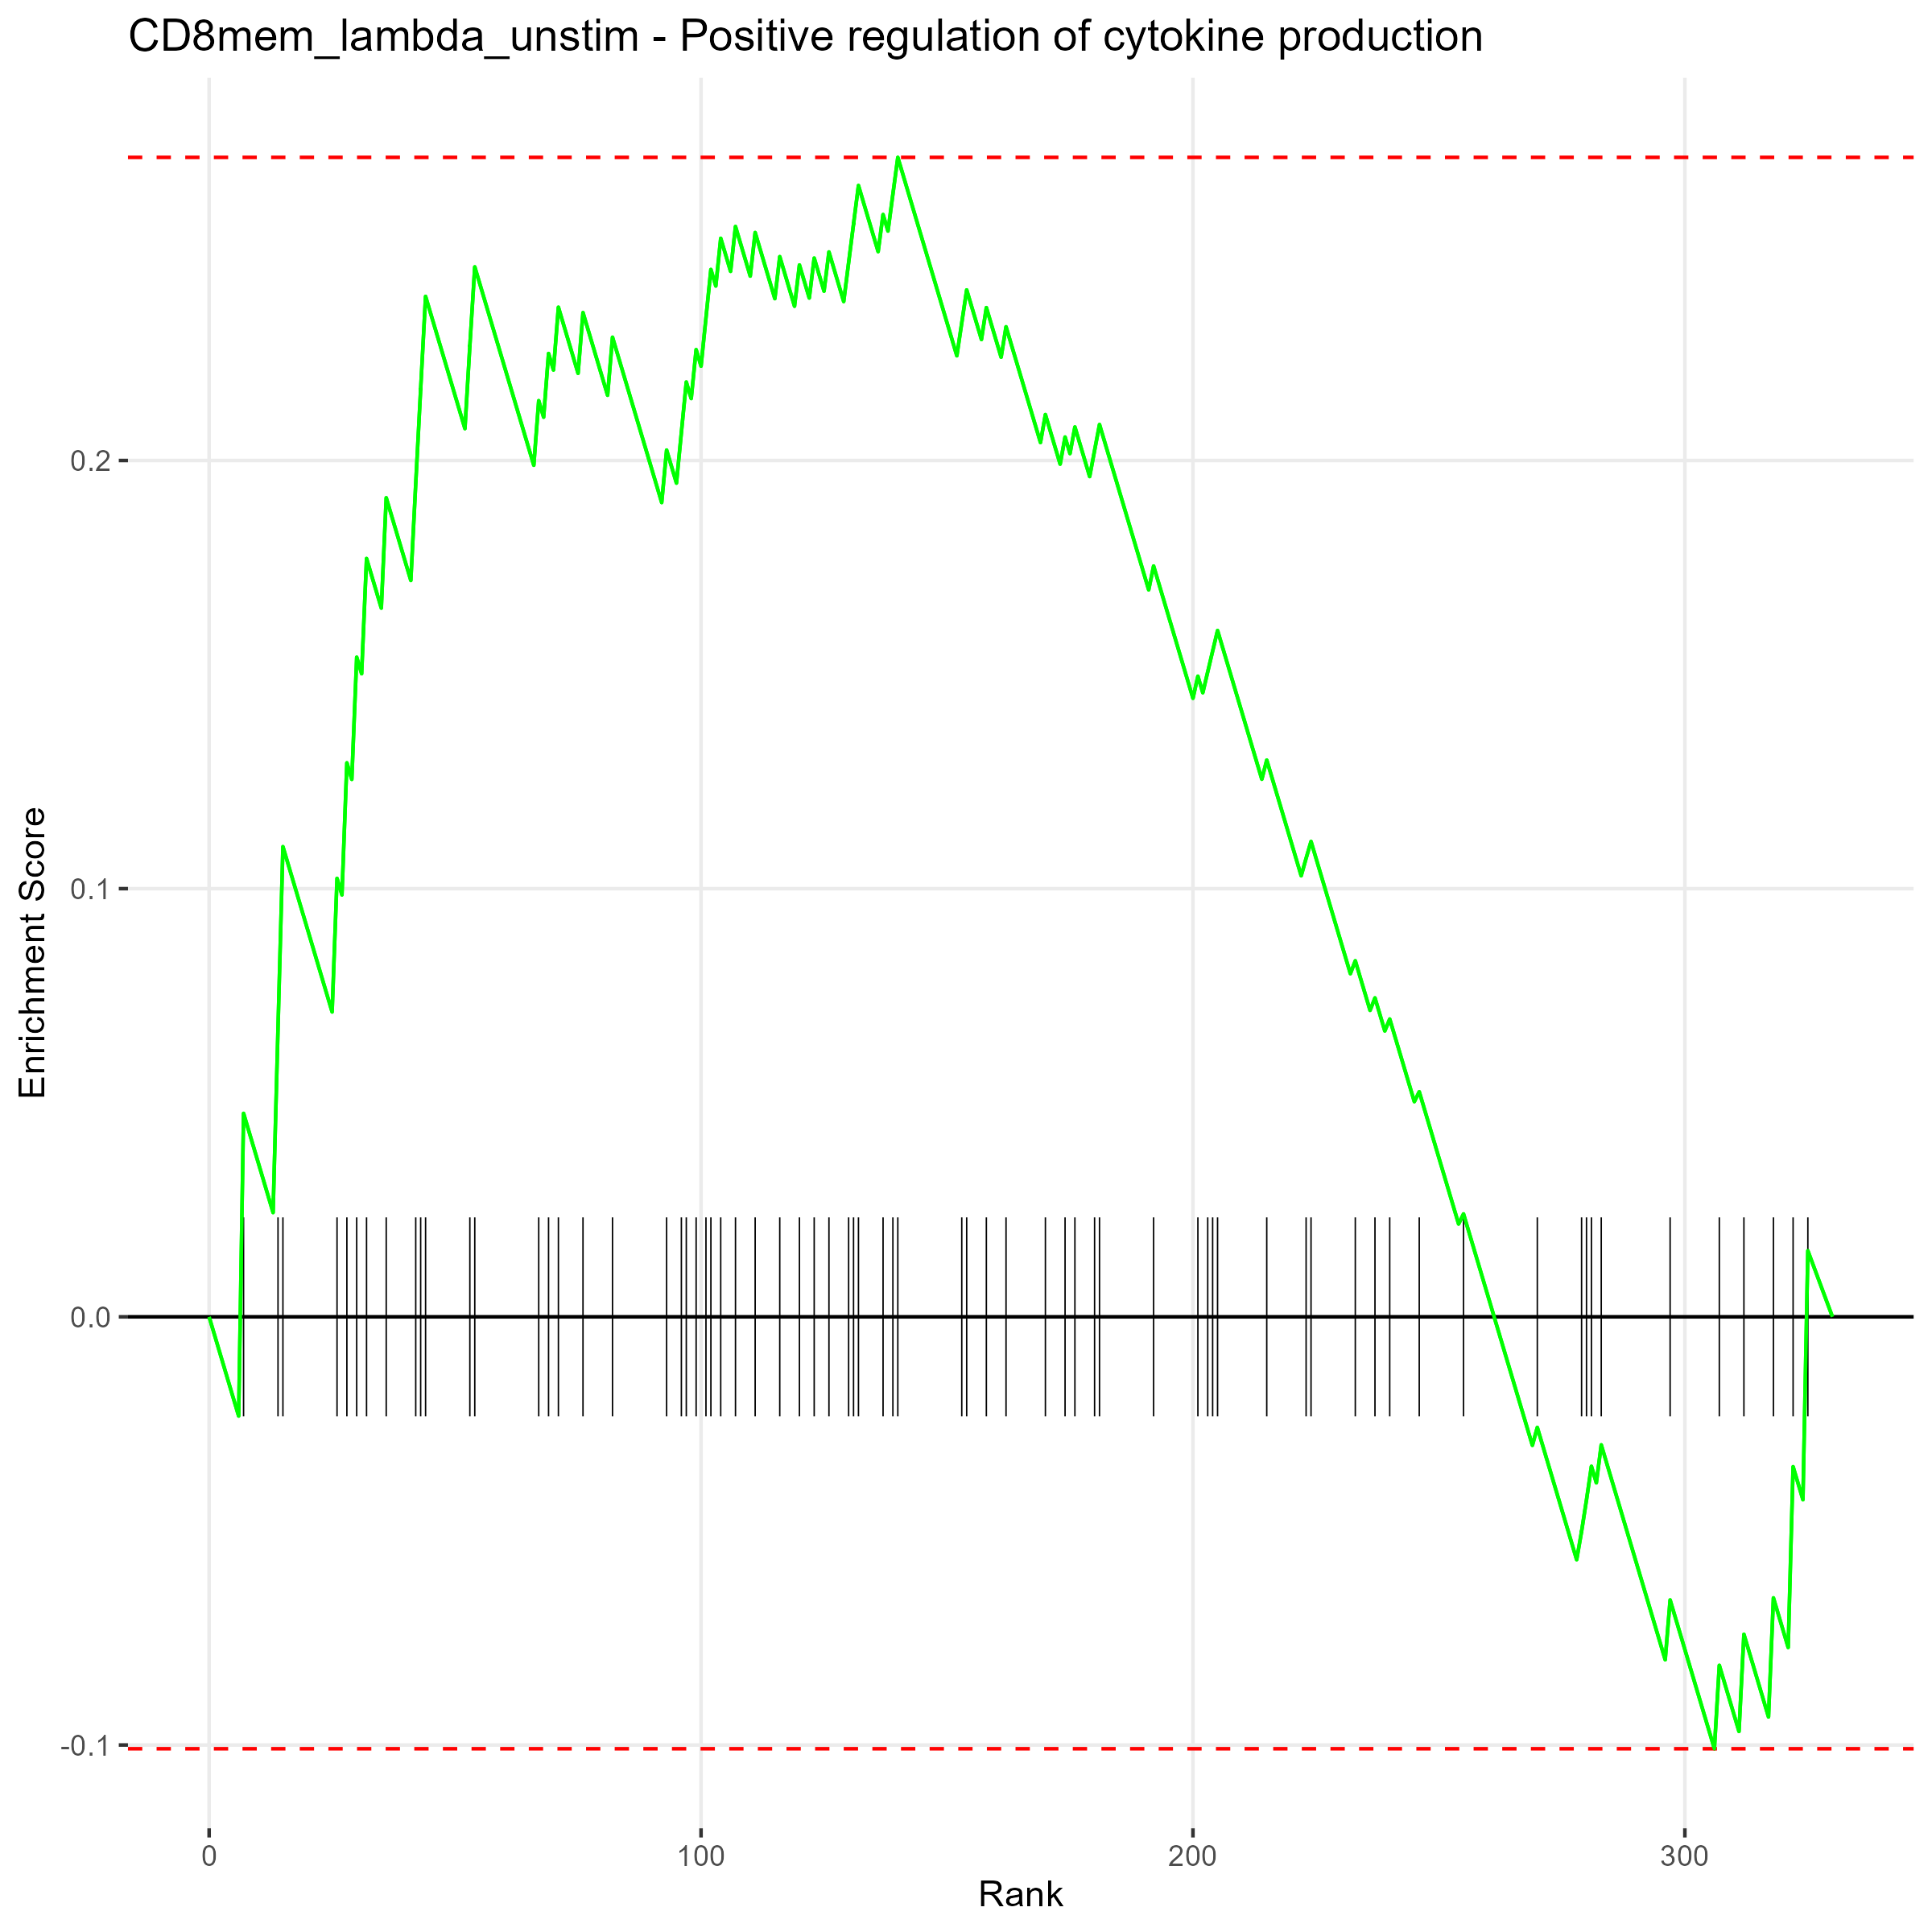 CD8mem_lambda_unstim - Positive regulation of cytokine production
Enrichment Score
0.2
0.1
0.0
-0.1
0
100
200
300
Rank